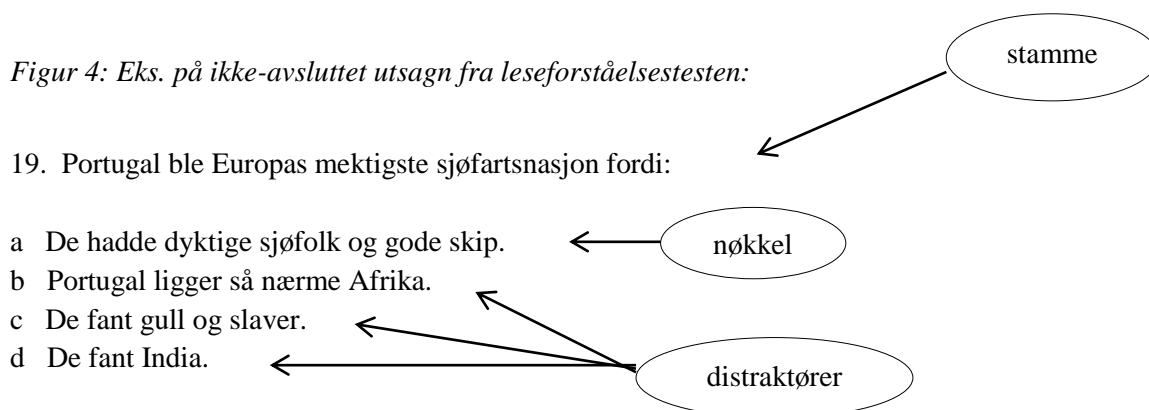 stamme
Figur 4: Eks. på ikke-avsluttet utsagn fra leseforståelsestesten:
19. Portugal ble Europas mektigste sjøfartsnasjon fordi:
a De hadde dyktige sjøfolk og gode skip.
nøkkel
b Portugal ligger så nærme Afrika.
c De fant gull og slaver.
d De fant India.
distraktører